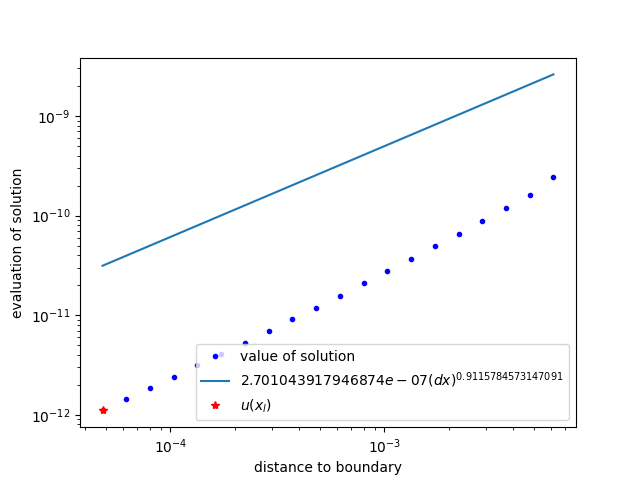 10⁻⁹
10⁻¹⁰
10⁻¹¹
10⁻¹²
evaluation of solution
value of solution
2.701043917946874e − 07(dx)^0.9115784573147091
u(x_l)
10⁻⁴
10⁻³
distance to boundary